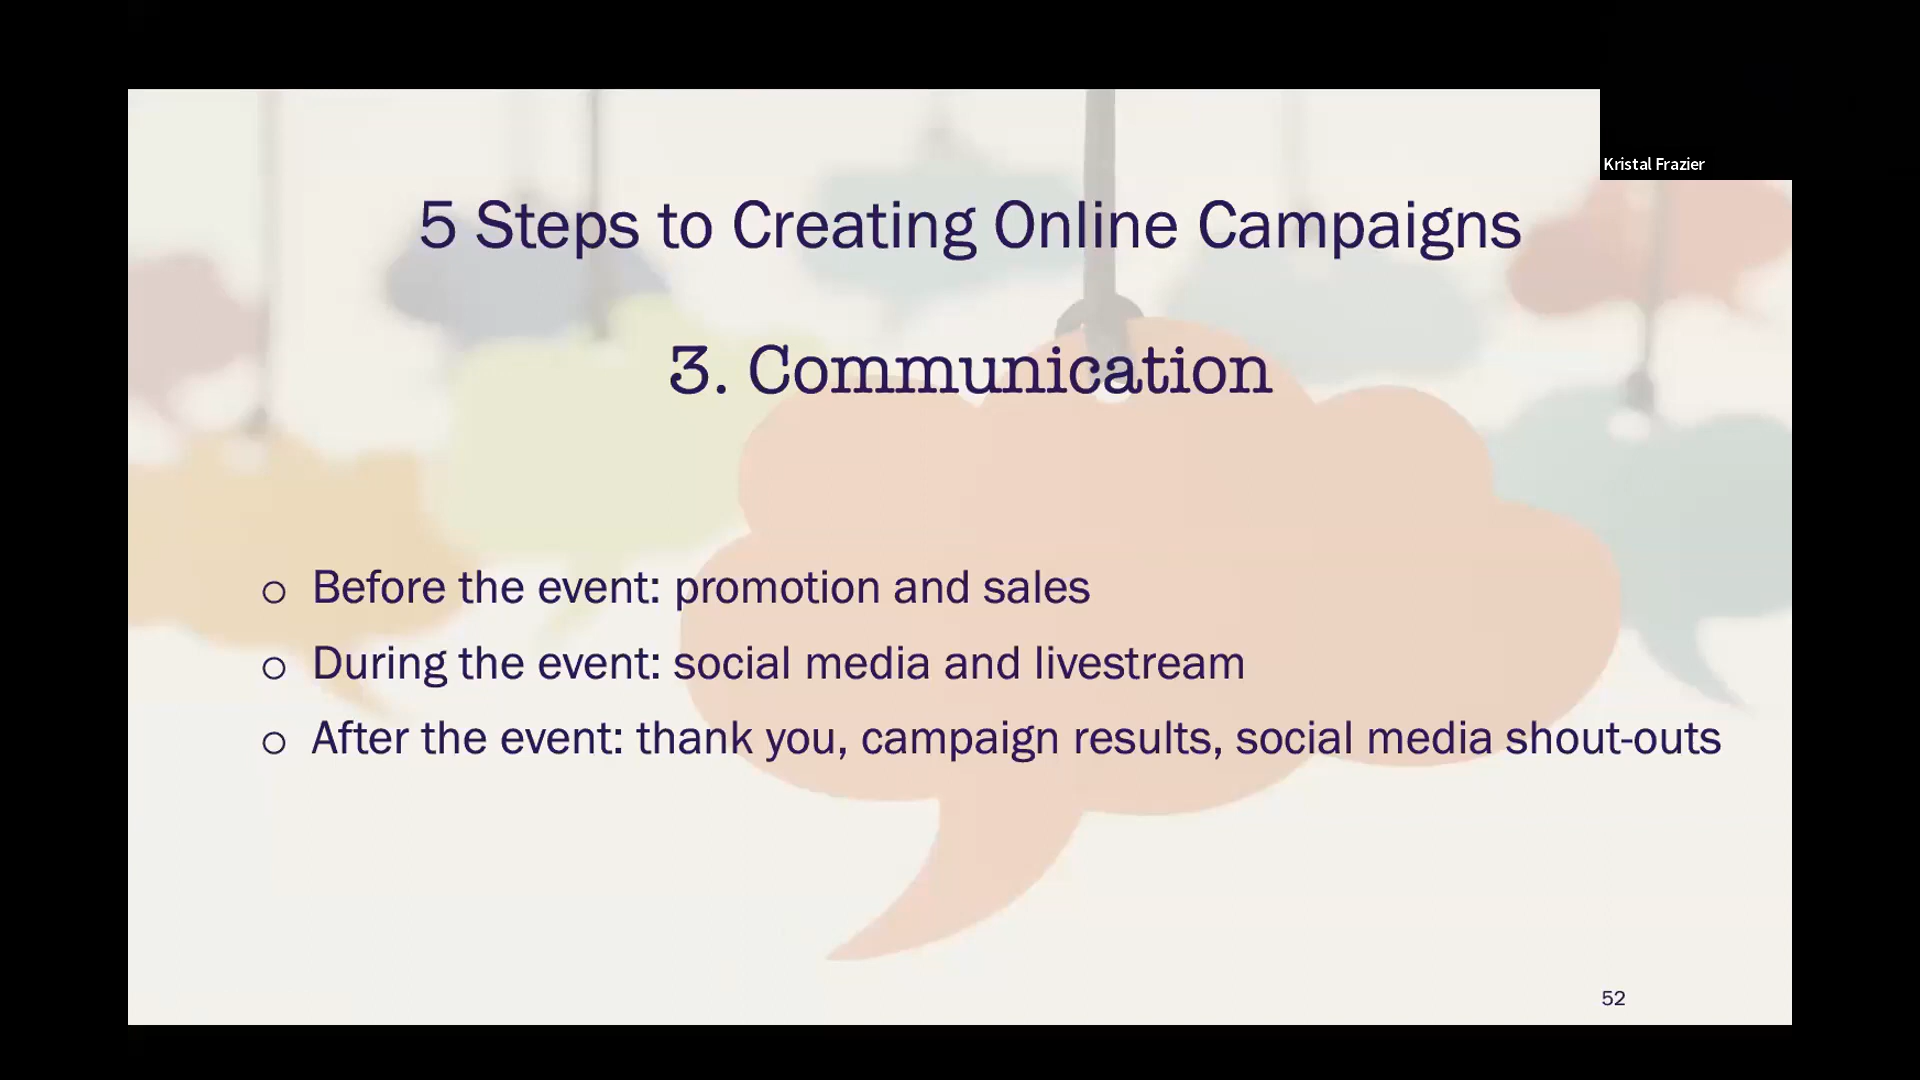 Kristal Frazier
5 Steps to Creating Online Campaigns
3. Communication
o Before the event: promotion and sales
o During the event: social media and livestream
o After the event: thank you, campaign results, social media shout-outs
52